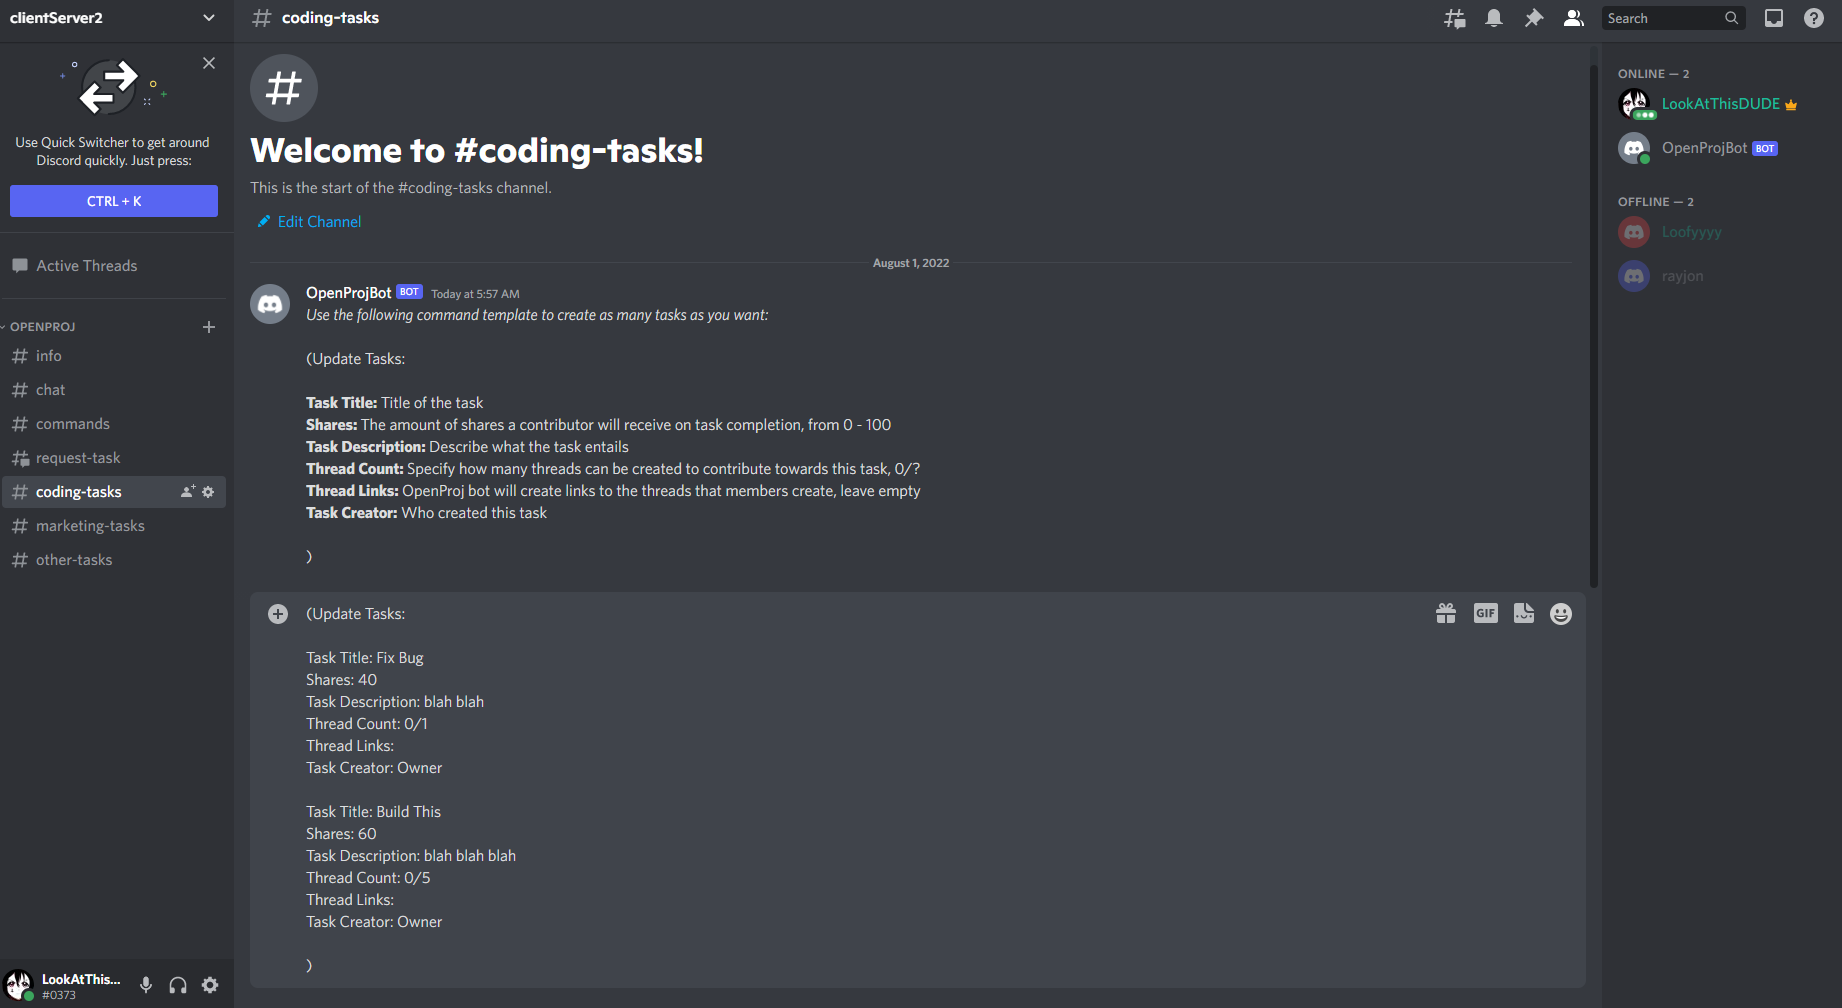 clientServer2
Use Quick Switcher to get around
Discord quickly. Just press:
CTRL + K
Active Threads
OPENPROJ
info
chat
commands
request-task
coding-tasks
marketing-tasks
other-tasks
LookAtThis...
#0373
coding-tasks
Search
Welcome to #coding-tasks!
This is the start of the #coding-tasks channel.
Edit Channel
August 1, 2022
OpenProjBot BOT Today at 5:57 AM
Use the following command template to create as many tasks as you want:
(Update Tasks:
Task Title: Title of the task
Shares: The amount of shares a contributor will receive on task completion, from 0 - 100
Task Description: Describe what the task entails
Thread Count: Specify how many threads can be created to contribute towards this task, 0/?
Thread Links: OpenProj bot will create links to the threads that members create, leave empty
Task Creator: Who created this task
)
(Update Tasks:
GIF
Task Title: Fix Bug
Shares: 40
Task Description: blah blah
Thread Count: 0/1
Thread Links:
Task Creator: Owner
Task Title: Build This
Shares: 60
Task Description: blah blah blah
Thread Count: 0/5
Thread Links:
Task Creator: Owner
)
ONLINE — 2
LookAtThisDUDE
OpenProjBot BOT
OFFLINE — 2
Loofyyyy
rayjon